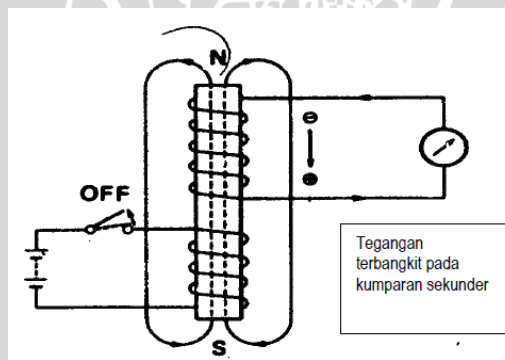 N
OFF
⊖
⊕
S
Tegangan
terbangkit pada
kumparan sekunder